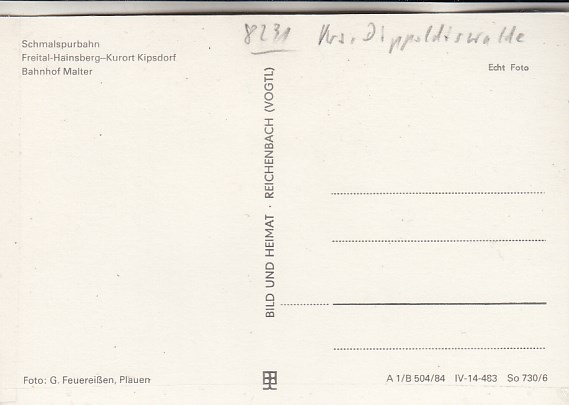 8231 Krs. Dippoldiswalde
Schmalspurbahn
Freital-Hainsberg–Kurort Kipsdorf
Bahnhof Malter
Echt Foto
BILD UND HEIMAT · REICHENBACH (VOGTL)
Foto: G. Feuereißen, Plauen
A 1/B 504/84 IV-14-483 So 730/6